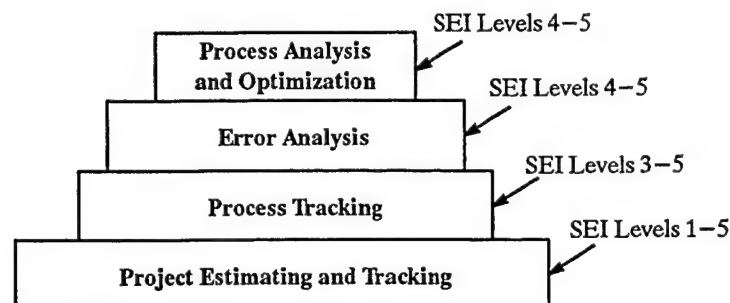 SEI Levels 4–5
Process Analysis
and Optimization
SEI Levels 4–5
Error Analysis
SEI Levels 3–5
Process Tracking
SEI Levels 1–5
Project Estimating and Tracking